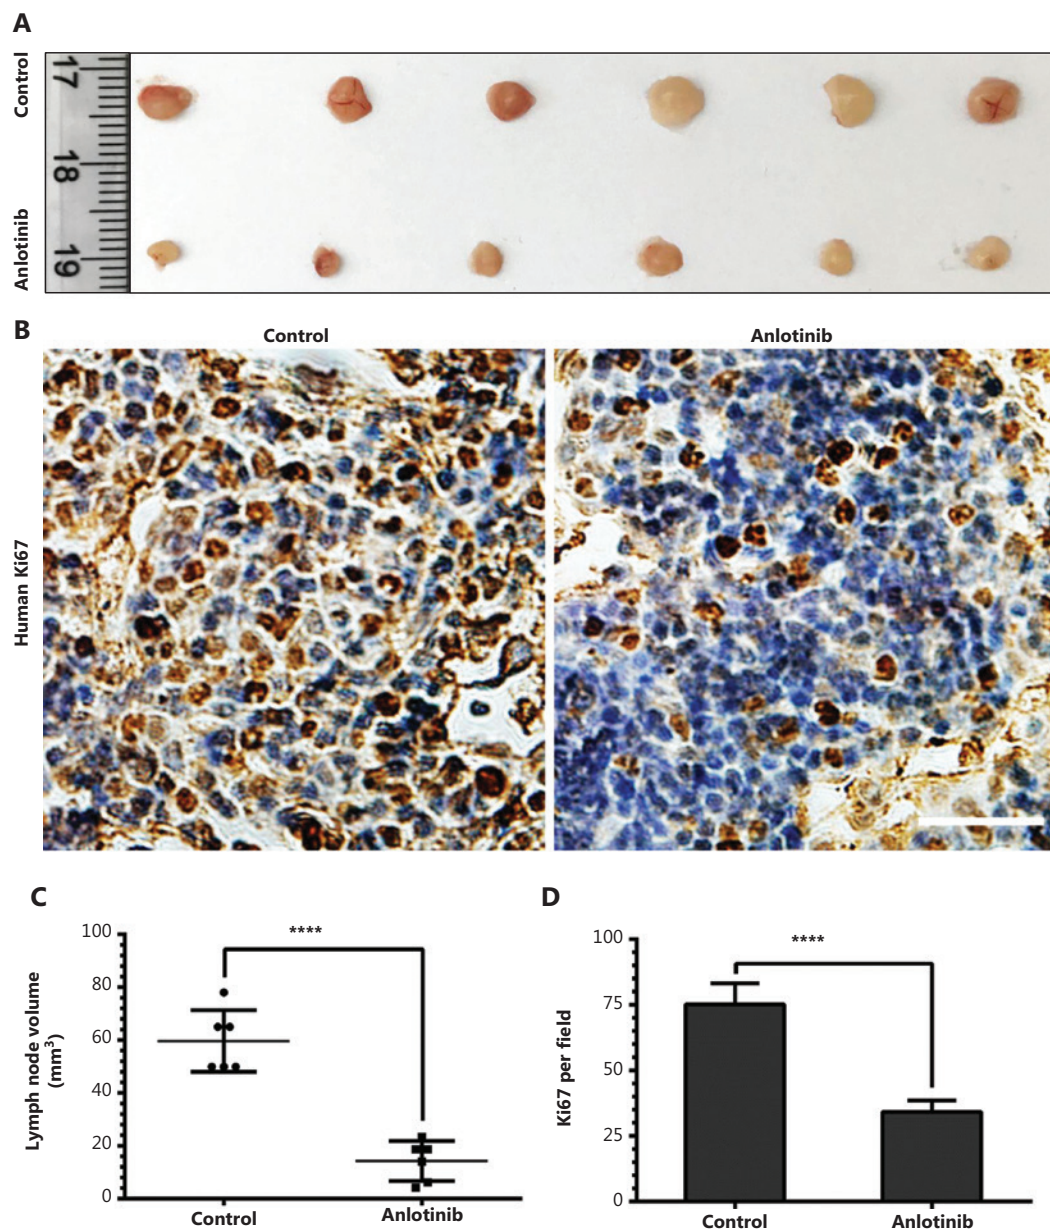 A
Control
Anlotinib
17
18
19
B
Control
Anlotinib
Human Ki67
C
Lymph node volume
(mm³)
100
80
60
40
20
0
****
Control
Anlotinib
D
Ki67 per field
100
75
50
25
0
****
Control
Anlotinib